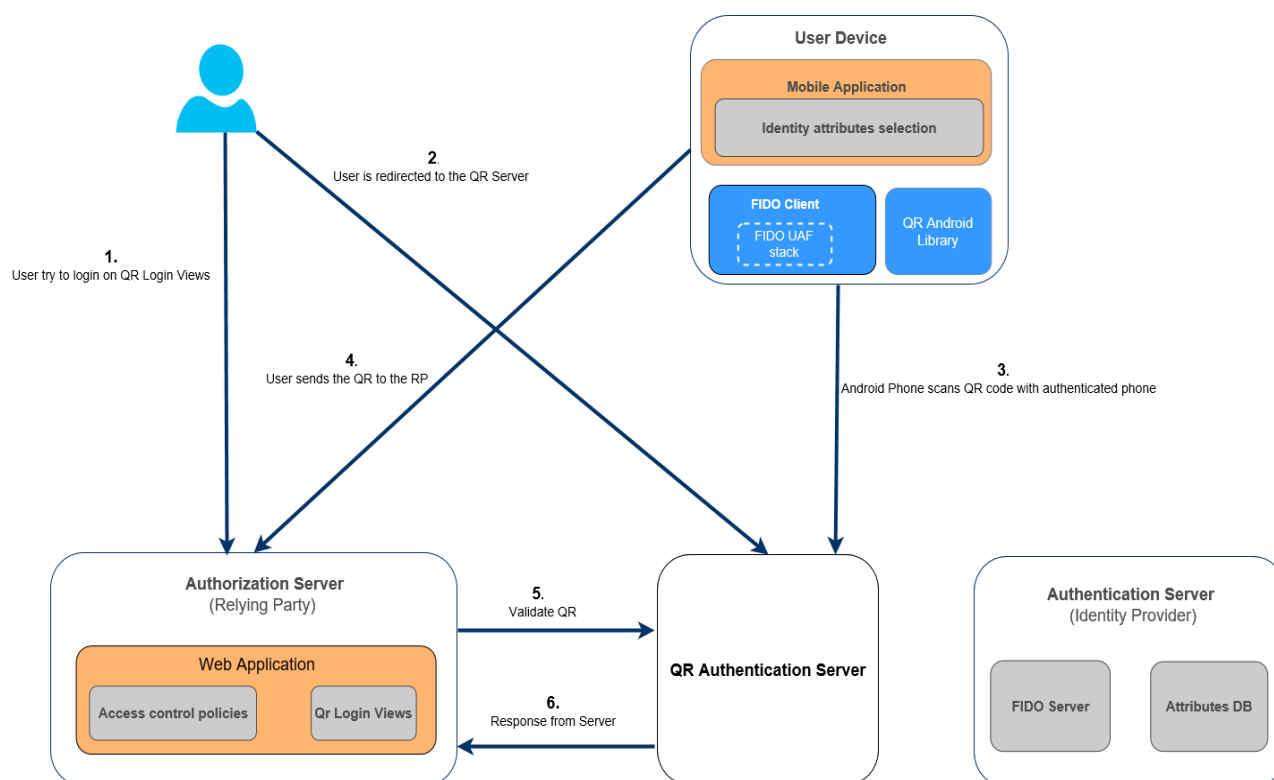 User Device
Mobile Application
Identity attributes selection
2.
User is redirected to the QR Server
FIDO Client
FIDO UAF
stack
QR Android
Library
1.
User try to login on QR Login Views
4.
User sends the QR to the RP
3.
Android Phone scans QR code with authenticated phone
Authorization Server
(Relying Party)
Web Application
Access control policies
Qr Login Views
5.
Validate QR
6.
Response from Server
QR Authentication Server
Authentication Server
(Identity Provider)
FIDO Server
Attributes DB